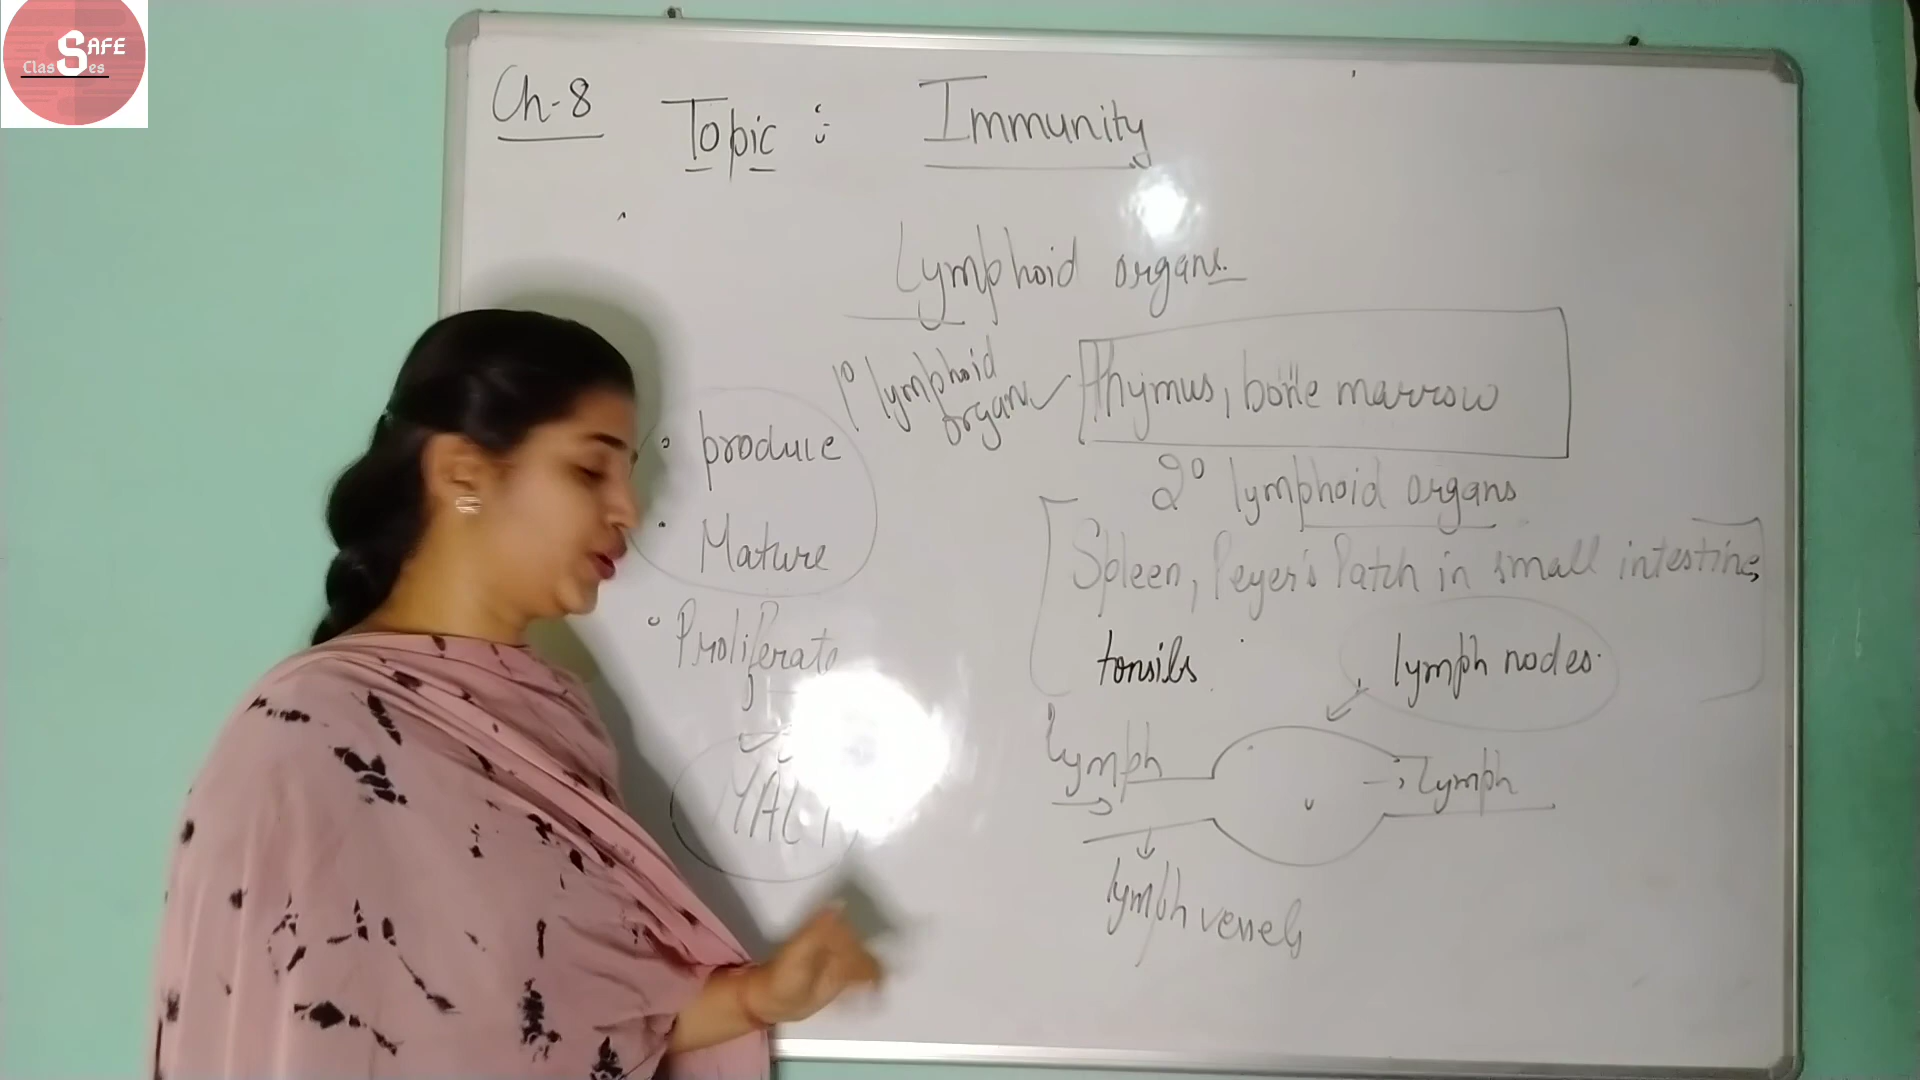 SAFE
Classes
Ch-8
Topic :
Immunity
Lymphoid organs.
1° lymphoid
organs
thymus, bone marrow
• produce
• Mature
• Proliferate
2° lymphoid organs
Spleen, Peyer's Patch in small intestine,
tonsils
lymph nodes.
lymph
lymph
lymph vessels